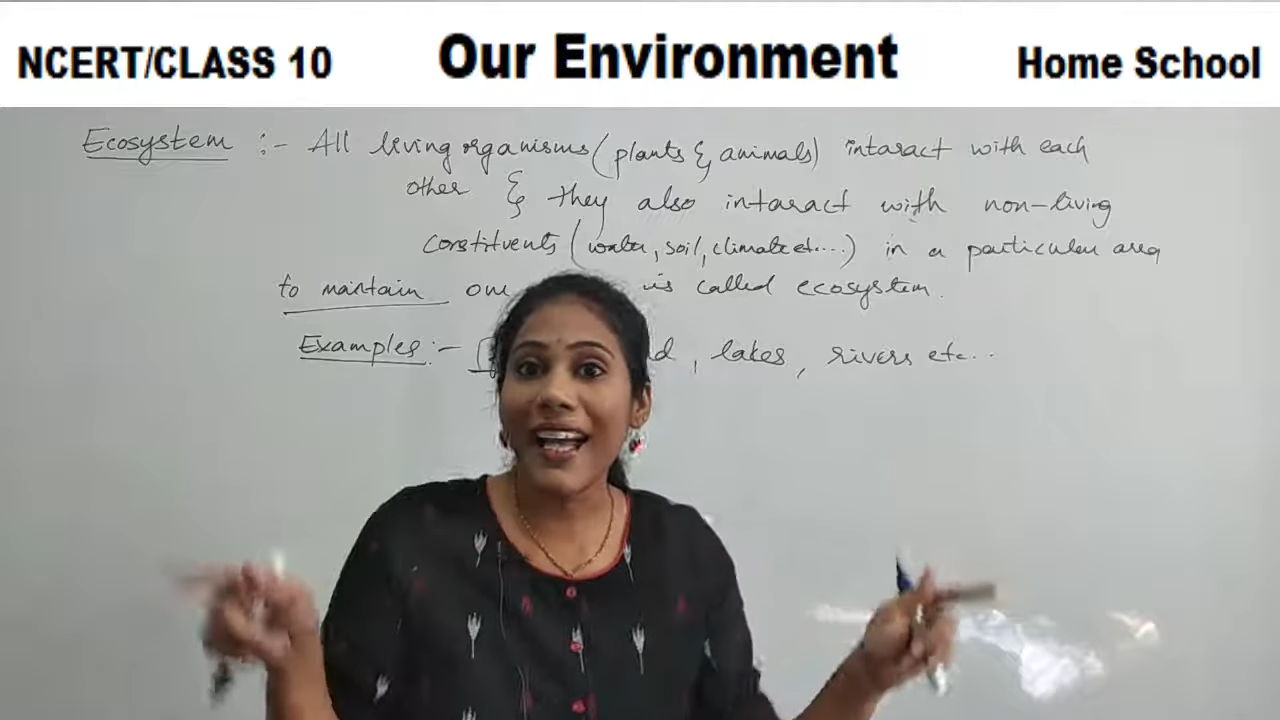 NCERT/CLASS 10 Our Environment Home School
Ecosystem :- All living organisms (plants & animals) intaract with each
other & they also intaract with non-living
constituents (water, soil, climate etc....) in a particular area
to maintain is called ecosystem.
Examples :- , lakes, rivers etc...